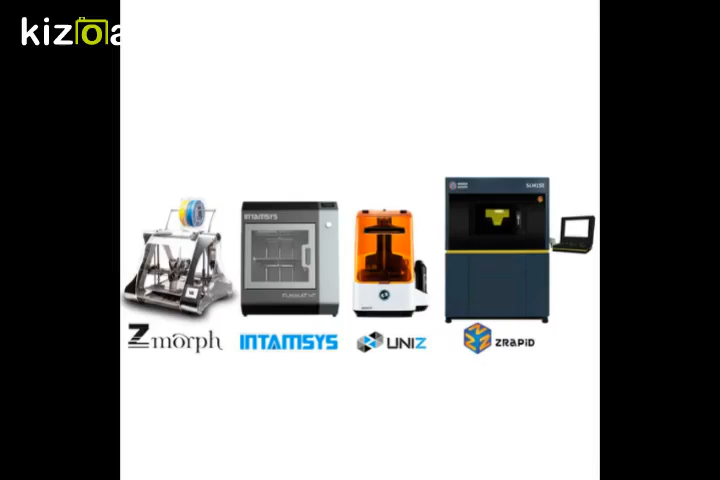 kizoa
INTAMSYS
Zmorph
INTAMSYS
UNIZ
ZRAPID